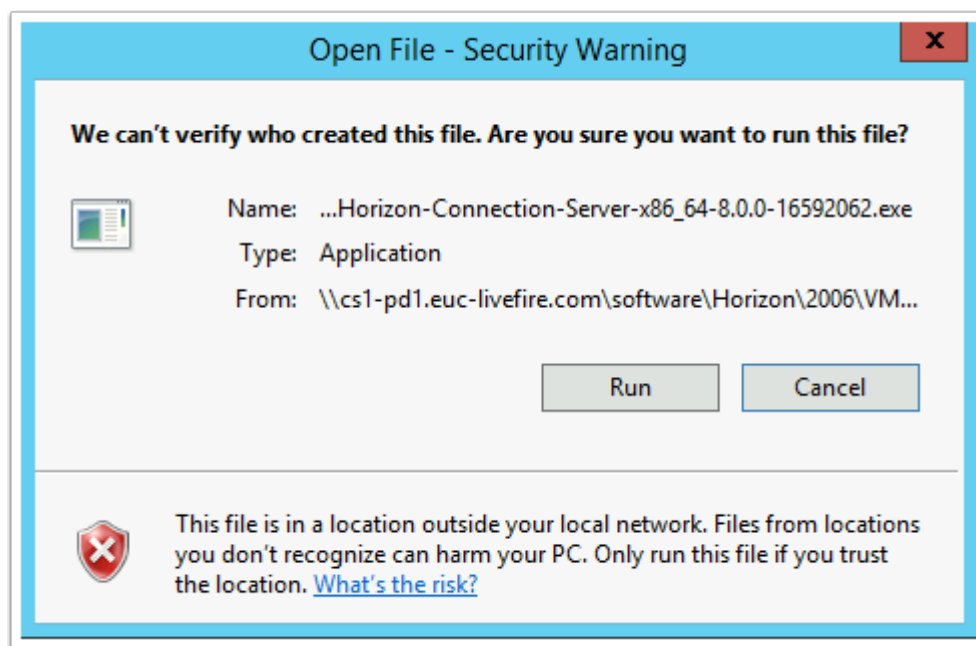 Open File - Security Warning
x
We can't verify who created this file. Are you sure you want to run this file?
Name: ...Horizon-Connection-Server-x86_64-8.0.0-16592062.exe
Type: Application
From: \\cs1-pd1.euc-livefire.com\software\Horizon\2006\VM...
Run Cancel
This file is in a location outside your local network. Files from locations
you don't recognize can harm your PC. Only run this file if you trust
the location. What's the risk?